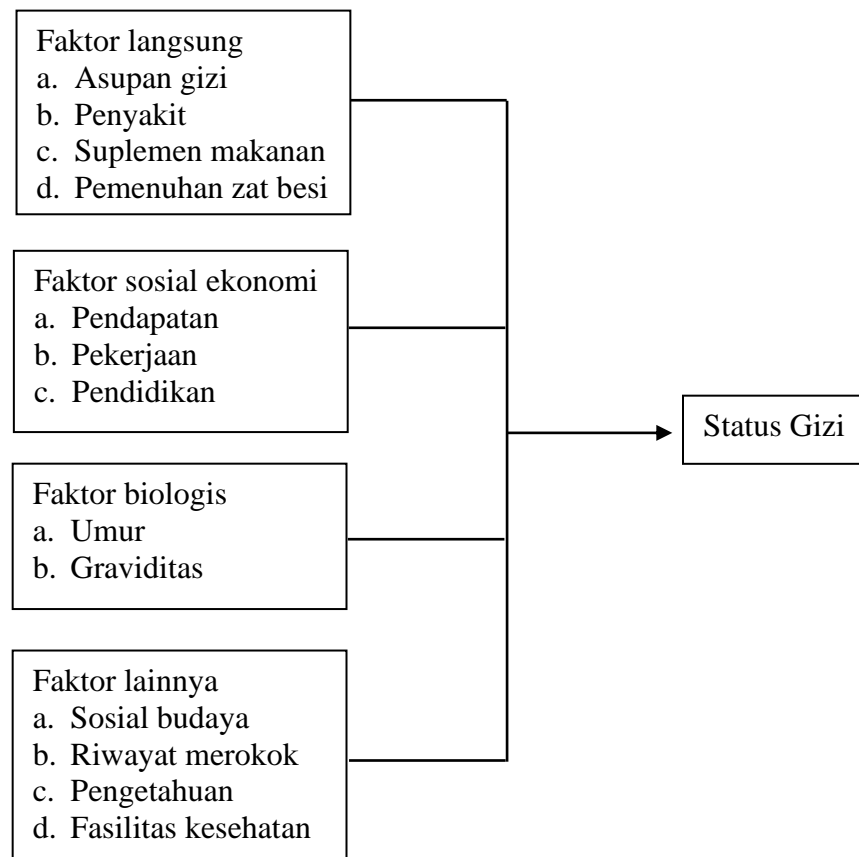 Faktor langsung
a. Asupan gizi
b. Penyakit
c. Suplemen makanan
d. Pemenuhan zat besi
Faktor sosial ekonomi
a. Pendapatan
b. Pekerjaan
c. Pendidikan
Status Gizi
Faktor biologis
a. Umur
b. Graviditas
Faktor lainnya
a. Sosial budaya
b. Riwayat merokok
c. Pengetahuan
d. Fasilitas kesehatan